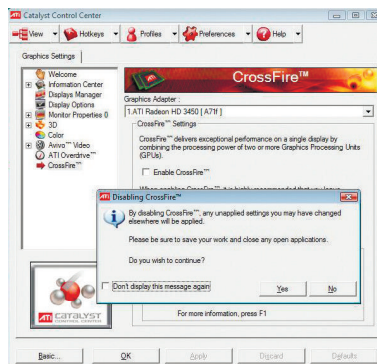 Catalyst Control Center
View
Hotkeys
Profiles
Preferences
Help
Graphics Settings
Welcome
Information Center
Displays Manager
Display Options
Monitor Properties 0
3D
Color
Avivo™ Video
ATI Overdrive™
CrossFire™
CrossFire™
Graphics Adapter :
1.ATI Radeon HD 3450 [ A71f ]
CrossFire™ Settings
CrossFire™ delivers exceptional performance on a single display by
combining the processing power of two or more Graphics Processing Units
(GPUs).
Enable CrossFire™
Disabling CrossFire™
By disabling CrossFire™, any unapplied settings you may have changed
elsewhere will be applied.
Please be sure to save your work and close any open applications.
Do you wish to continue?
Don't display this message again
Yes
No
For more information, press F1
ATI CATALYST
CONTROL CENTER
Basic...
OK
Apply
Discard
Defaults